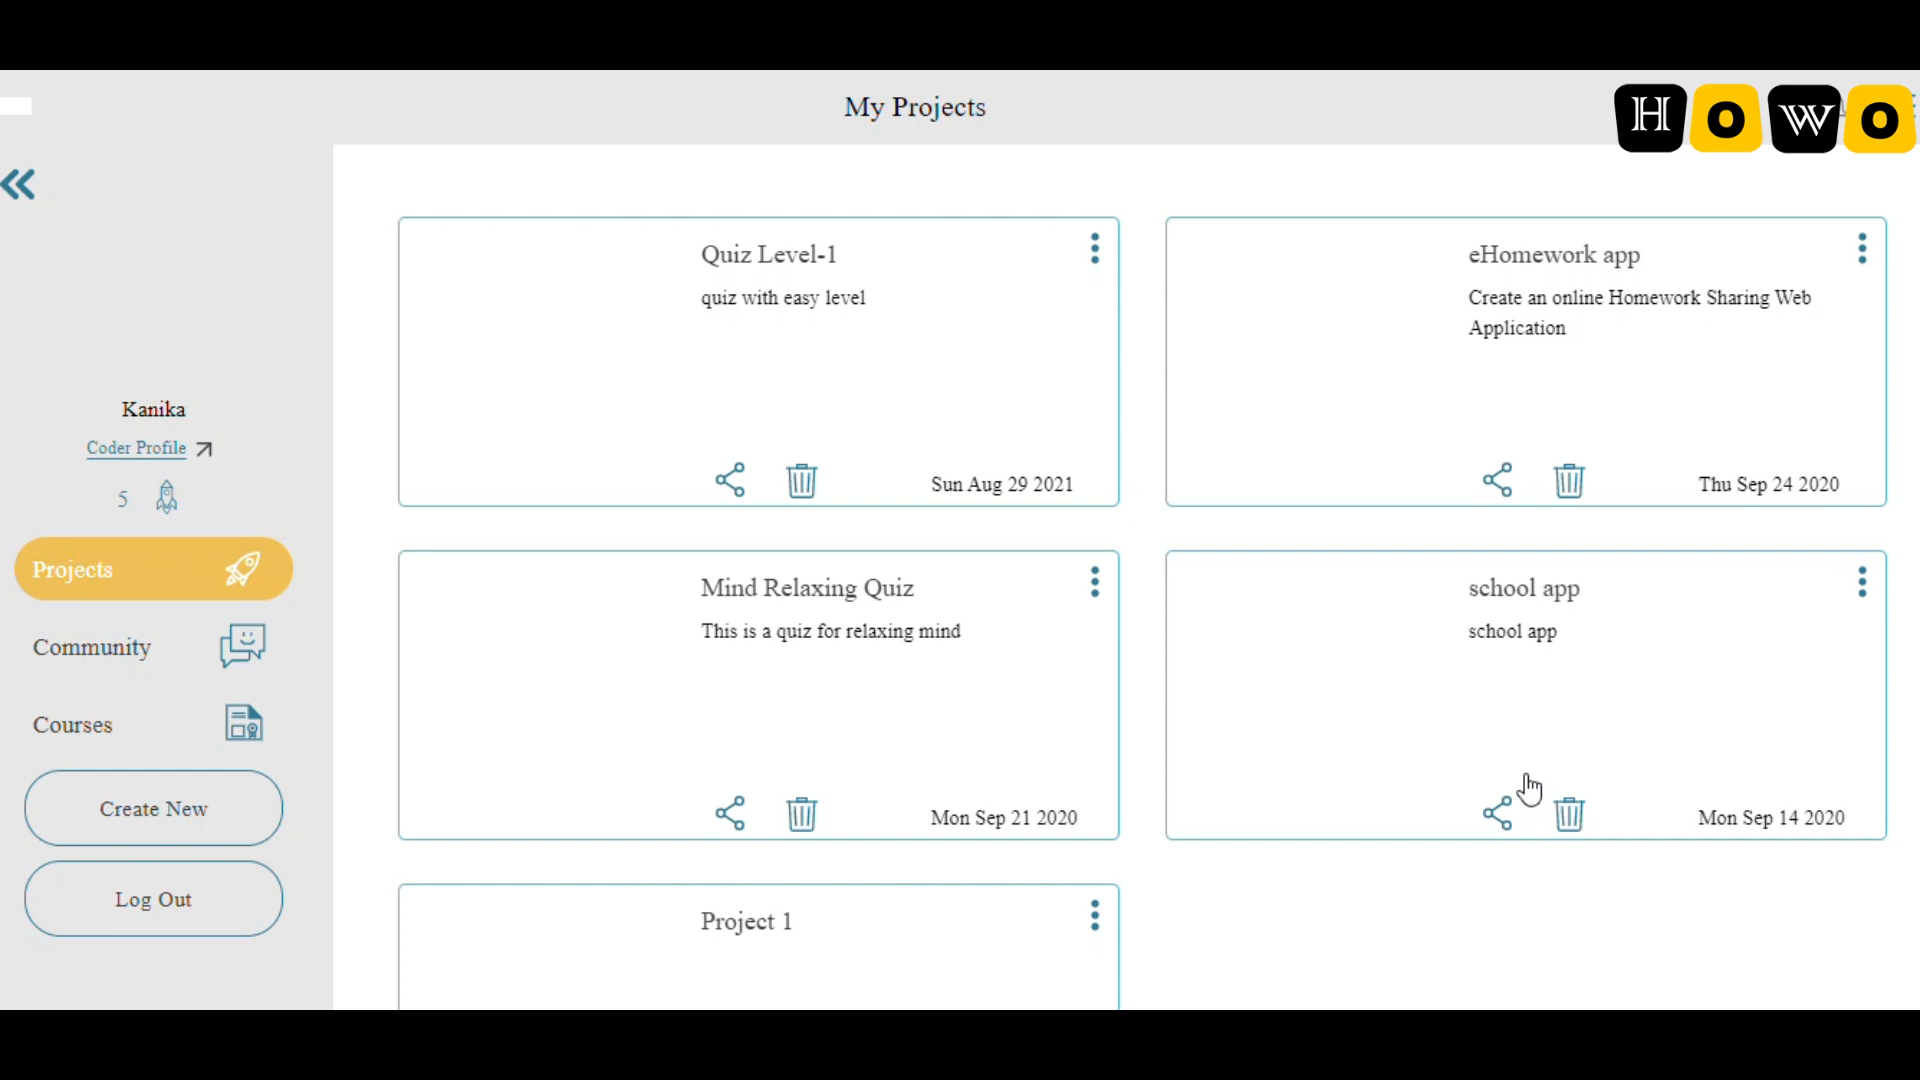 My Projects
HOWO
Quiz Level-1
quiz with easy level
Sun Aug 29 2021
eHomework app
Create an online Homework Sharing Web
Application
Thu Sep 24 2020
Kanika
Coder Profile
5
Projects
Community
Courses
Create New
Log Out
Mind Relaxing Quiz
This is a quiz for relaxing mind
Mon Sep 21 2020
school app
school app
Mon Sep 14 2020
Project 1